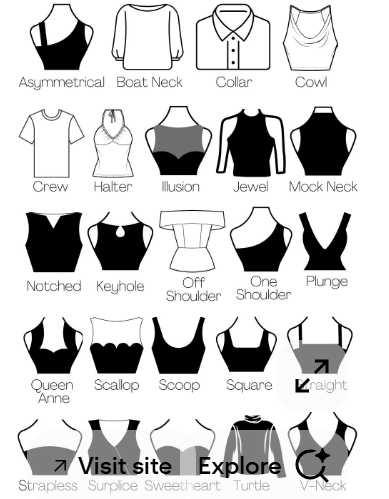 Asymmetrical Boat Neck Collar Cowl
Crew Halter Illusion Jewel Mock Neck
Notched Keyhole Off Shoulder One Shoulder Plunge
Queen Anne Scallop Scoop Square raight
Visit site Explore
Strapless Surplice Sweetheart Turtle V-Neck